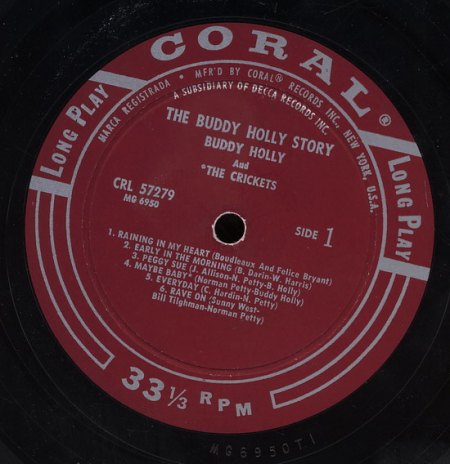 CORAL®
MARCA REGISTRADA • MFR'D BY CORAL® RECORDS INC., NEW YORK, U.S.A.
A SUBSIDIARY OF DECCA RECORDS INC.
LONG PLAY
LONG PLAY
THE BUDDY HOLLY STORY
BUDDY HOLLY
And
*THE CRICKETS
CRL 57279
MG 6950
SIDE 1
1. RAINING IN MY HEART (Boudleaux And Felice Bryant)
2. EARLY IN THE MORNING (B. Darin-W. Harris)
3. PEGGY SUE (J. Allison-N. Petty-B. Holly)
4. MAYBE BABY* (Norman Petty-Buddy Holly)
5. EVERYDAY (C. Hardin-N. Petty)
6. RAVE ON (Sonny West-
Bill Tilghman-Norman Petty)
33 1/3 RPM
MG6950T1